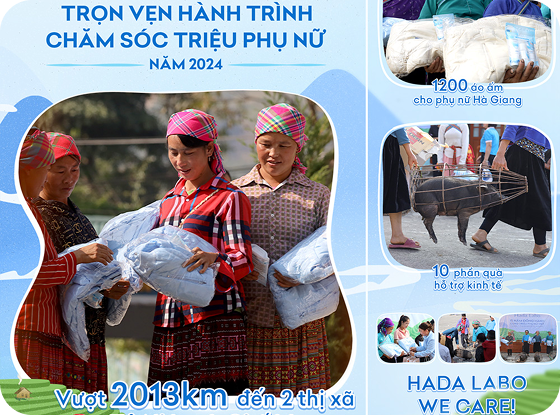 TRỌN VẸN HÀNH TRÌNH
CHĂM SÓC TRIỆU PHỤ NỮ
NĂM 2024
1200 áo ấm
cho phụ nữ Hà Giang
10 phần quà
hỗ trợ kinh tế
Vượt 2013km đến 2 thị xã
HADA LABO
WE CARE!